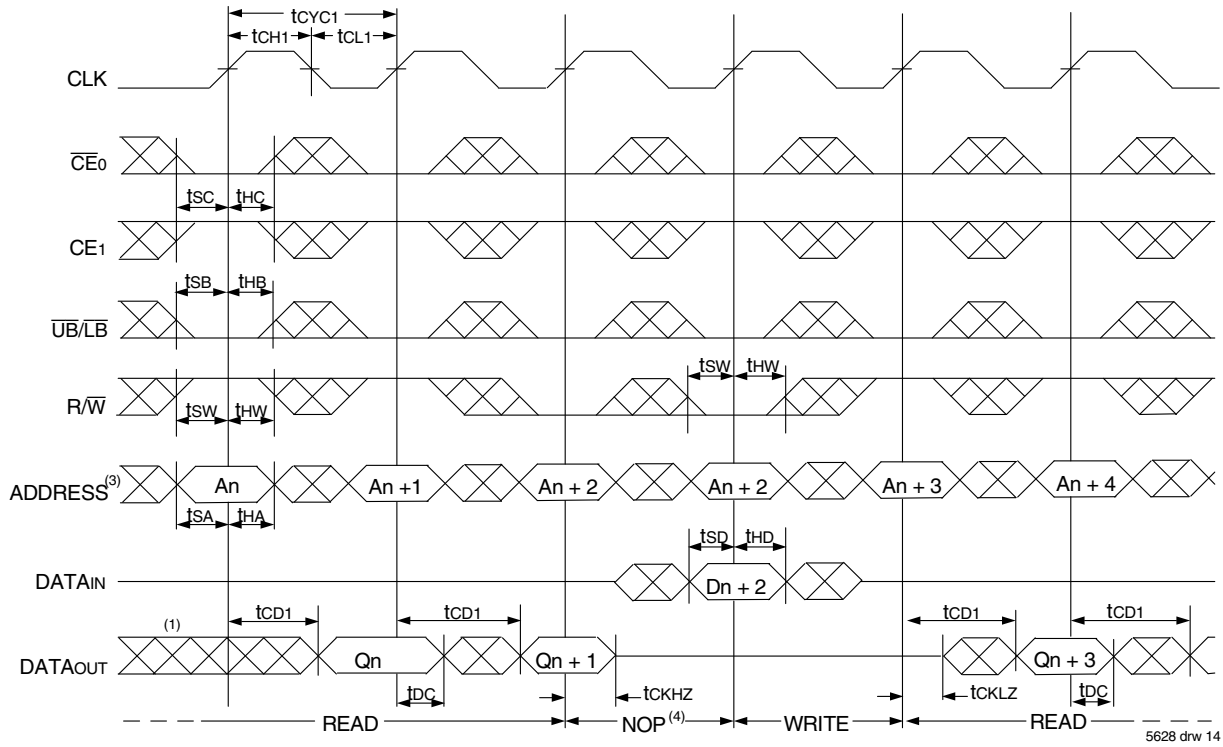 tCYC1
tCH1 tCL1
CLK
CE0
tSC tHC
CE1
tSB tHB
UB/LB
tSW tHW
R/W
tSW tHW
ADDRESS(3) An An +1 An + 2 An + 2 An + 3 An + 4
tSA tHA
tSD tHD
DATAIN Dn + 2
(1) tCD1 tCD1 tCD1 tCD1
DATAOUT Qn Qn + 1 Qn + 3
tDC tCKHZ tCKLZ tDC
READ NOP(4) WRITE READ
5628 drw 14